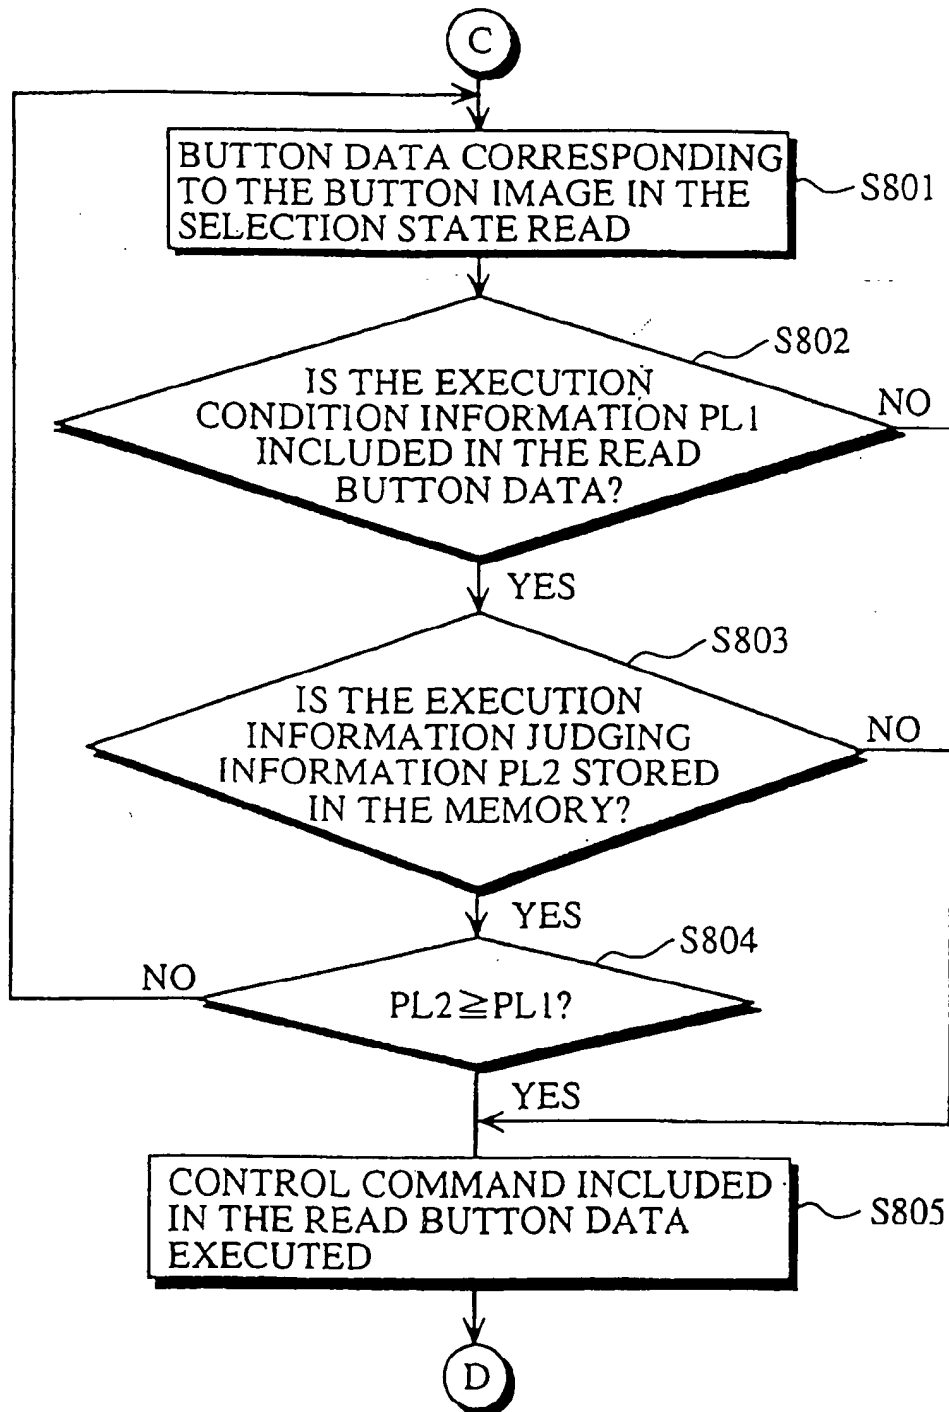 C
BUTTON DATA CORRESPONDING
TO THE BUTTON IMAGE IN THE
SELECTION STATE READ
S801
S802
IS THE EXECUTION
CONDITION INFORMATION PL1
INCLUDED IN THE READ
BUTTON DATA?
NO
YES
S803
IS THE EXECUTION
INFORMATION JUDGING
INFORMATION PL2 STORED
IN THE MEMORY?
NO
YES
S804
NO
PL2≧PL1?
YES
CONTROL COMMAND INCLUDED
IN THE READ BUTTON DATA
EXECUTED
S805
D